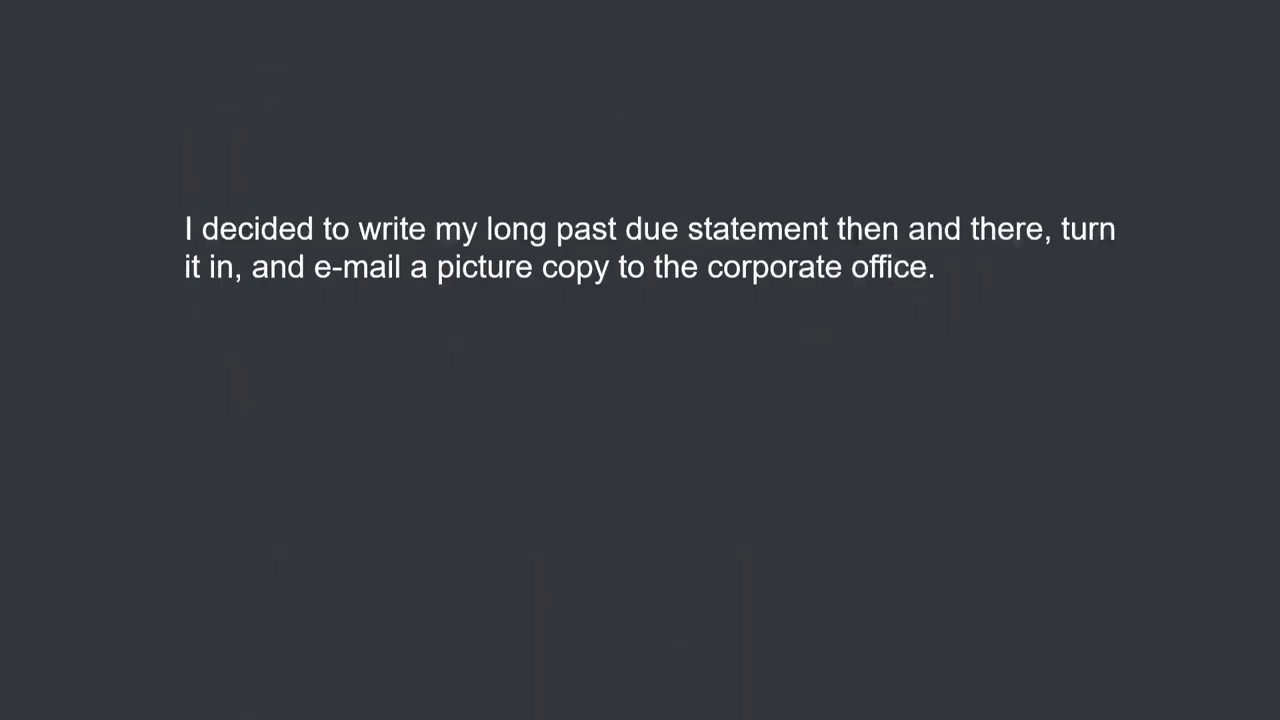 I decided to write my long past due statement then and there, turn
it in, and e-mail a picture copy to the corporate office.